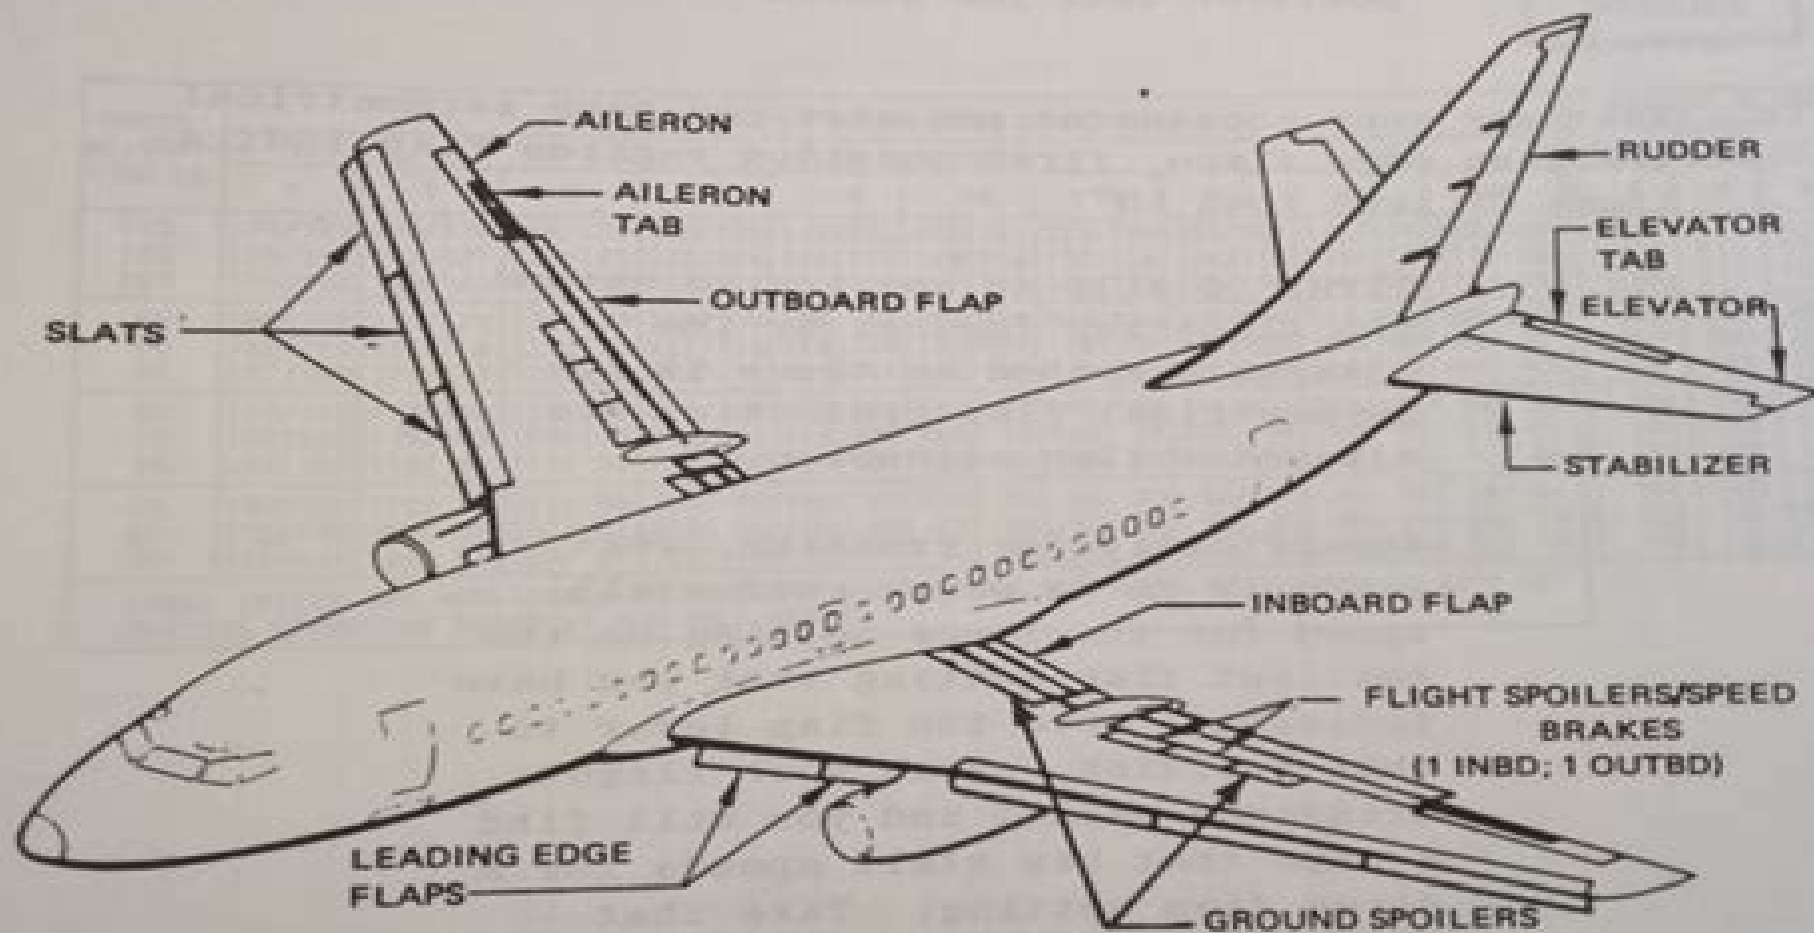 AILERON
AILERON
TAB
OUTBOARD FLAP
SLATS
RUDDER
ELEVATOR
TAB
ELEVATOR
STABILIZER
INBOARD FLAP
FLIGHT SPOILERS/SPEED
BRAKES
(1 INBD; 1 OUTBD)
LEADING EDGE
FLAPS
GROUND SPOILERS